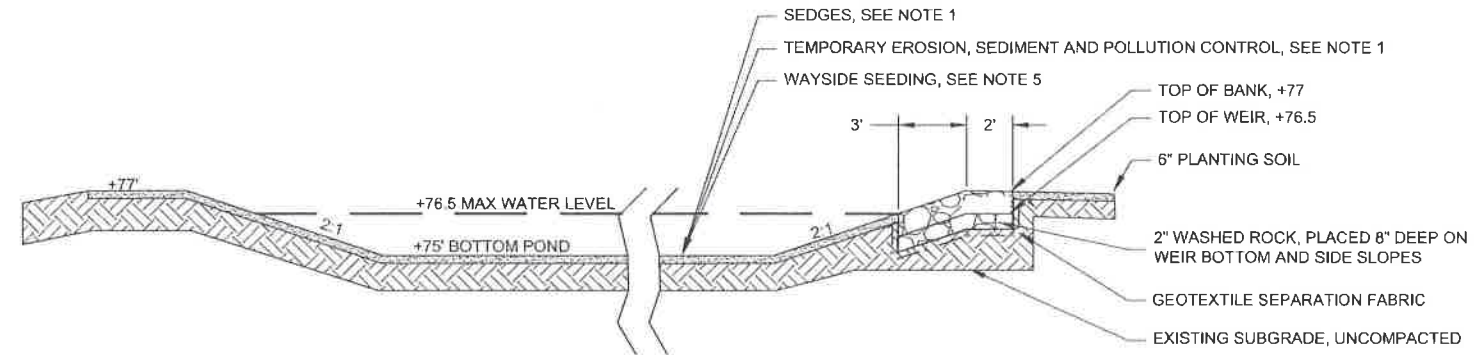 SEDGES, SEE NOTE 1
TEMPORARY EROSION, SEDIMENT AND POLLUTION CONTROL, SEE NOTE 1
WAYSIDE SEEDING, SEE NOTE 5
TOP OF BANK, +77
TOP OF WEIR, +76.5
3'
2'
6" PLANTING SOIL
+77'
+76.5 MAX WATER LEVEL
2:1
2:1
+75' BOTTOM POND
2" WASHED ROCK, PLACED 8" DEEP ON
WEIR BOTTOM AND SIDE SLOPES
GEOTEXTILE SEPARATION FABRIC
EXISTING SUBGRADE, UNCOMPACTED